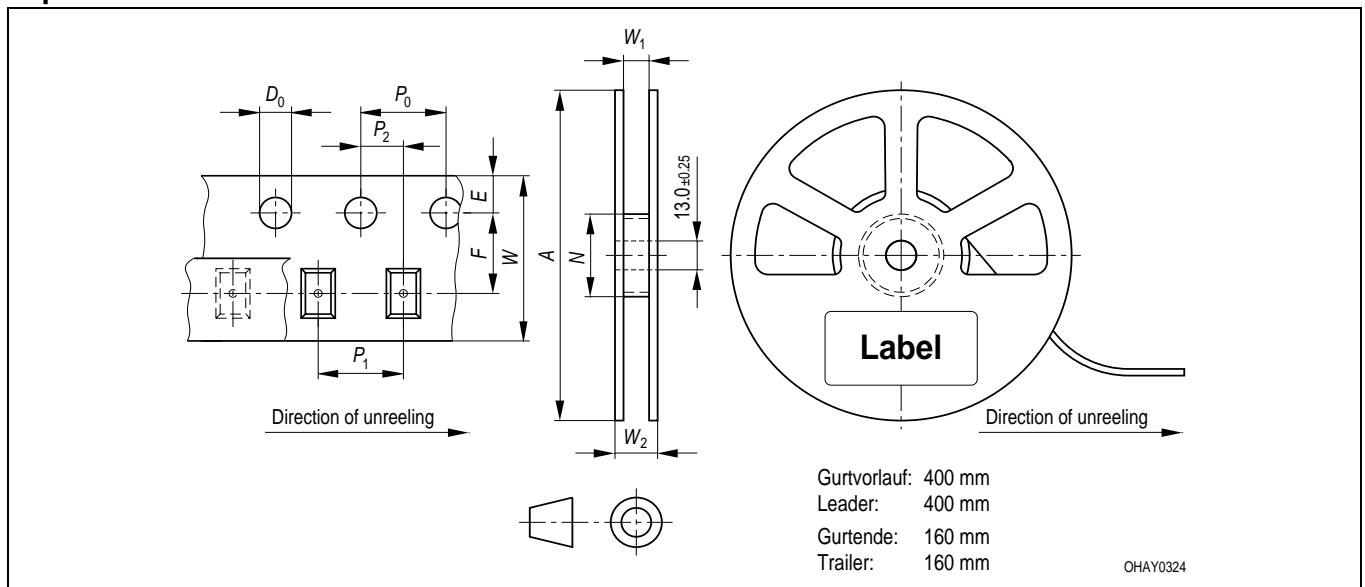 W1
D0
P0
P2
E
F
W
A
N
13.0 ±0.25
P1
Label
Direction of unreeling
W2
Direction of unreeling
Gurtvorlauf: 400 mm
Leader: 400 mm
Gurtende: 160 mm
Trailer: 160 mm
OHAY0324